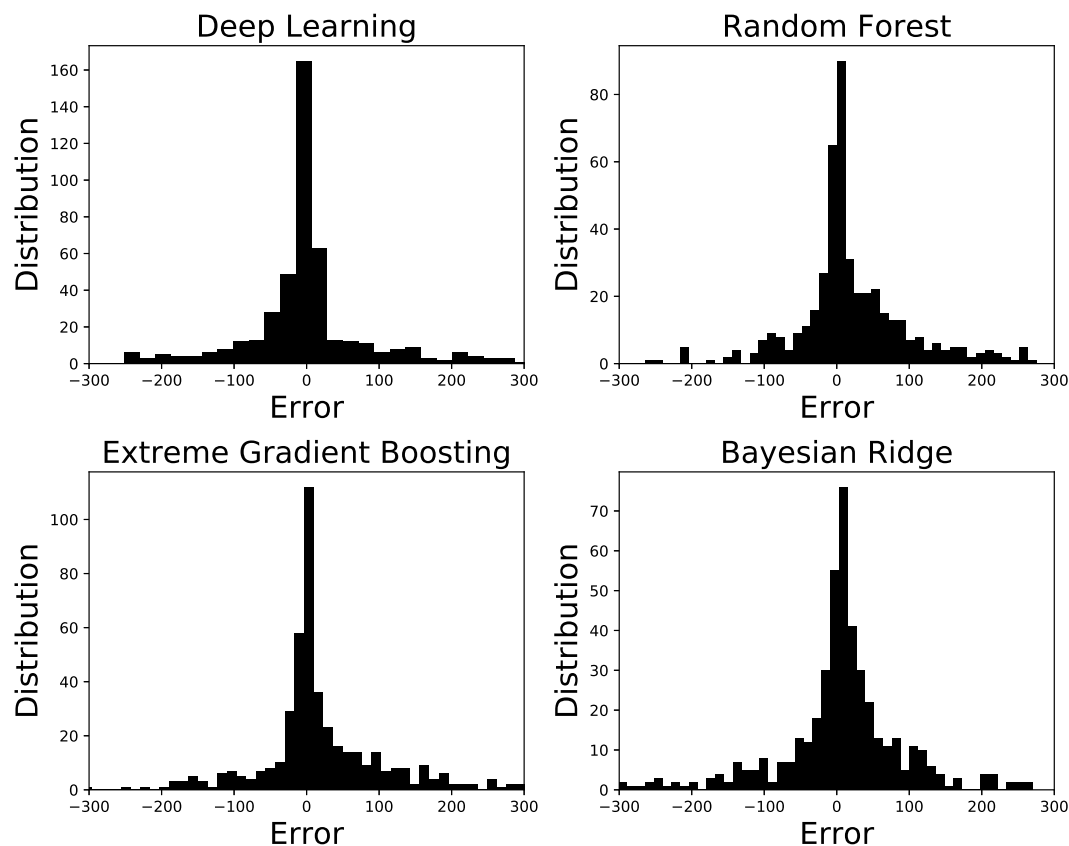 Deep Learning
Distribution
160
140
120
100
80
60
40
20
0
−300 −200 −100 0 100 200 300
Error
Random Forest
Distribution
80
60
40
20
0
−300 −200 −100 0 100 200 300
Error
Extreme Gradient Boosting
Distribution
100
80
60
40
20
0
−300 −200 −100 0 100 200 300
Error
Bayesian Ridge
Distribution
70
60
50
40
30
20
10
0
−300 −200 −100 0 100 200 300
Error